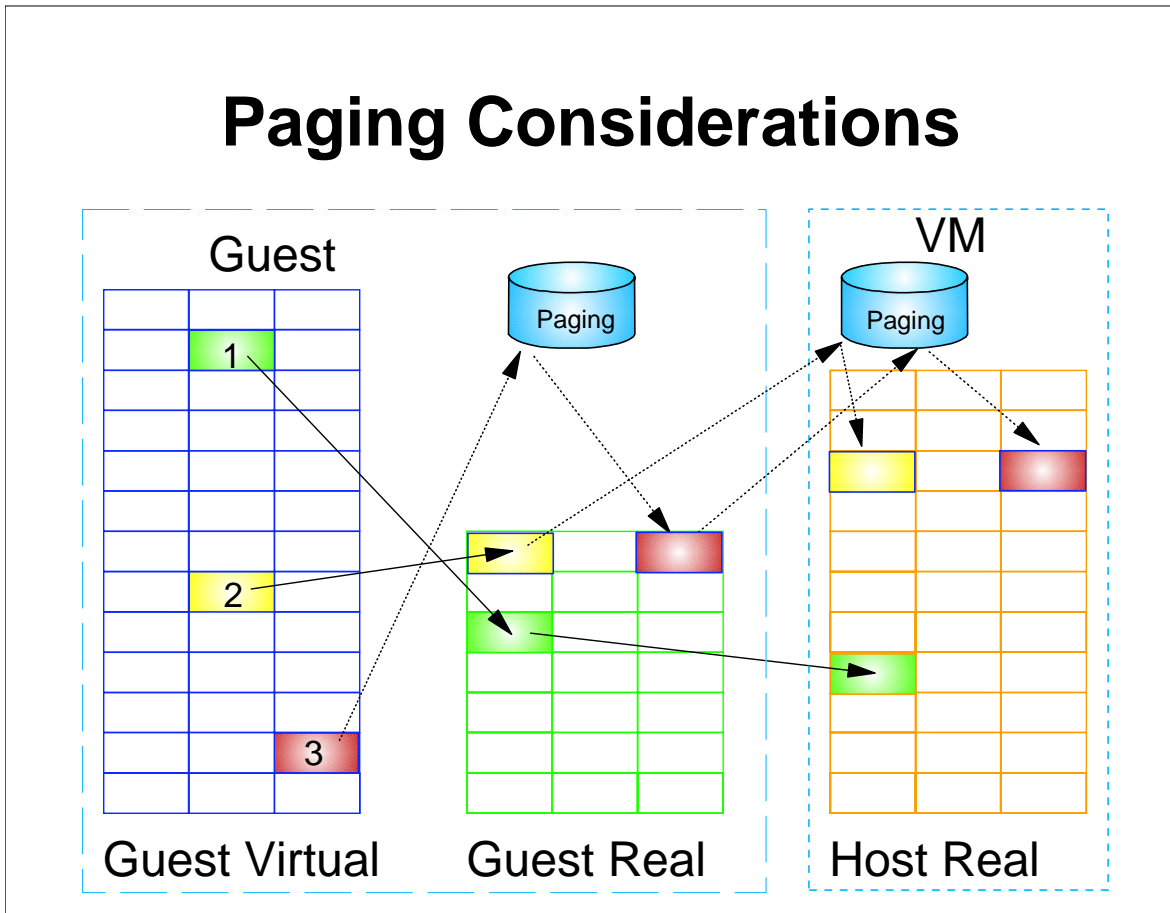 Paging Considerations
Guest
VM
Paging
Paging
1
2
3
Guest Virtual
Guest Real
Host Real